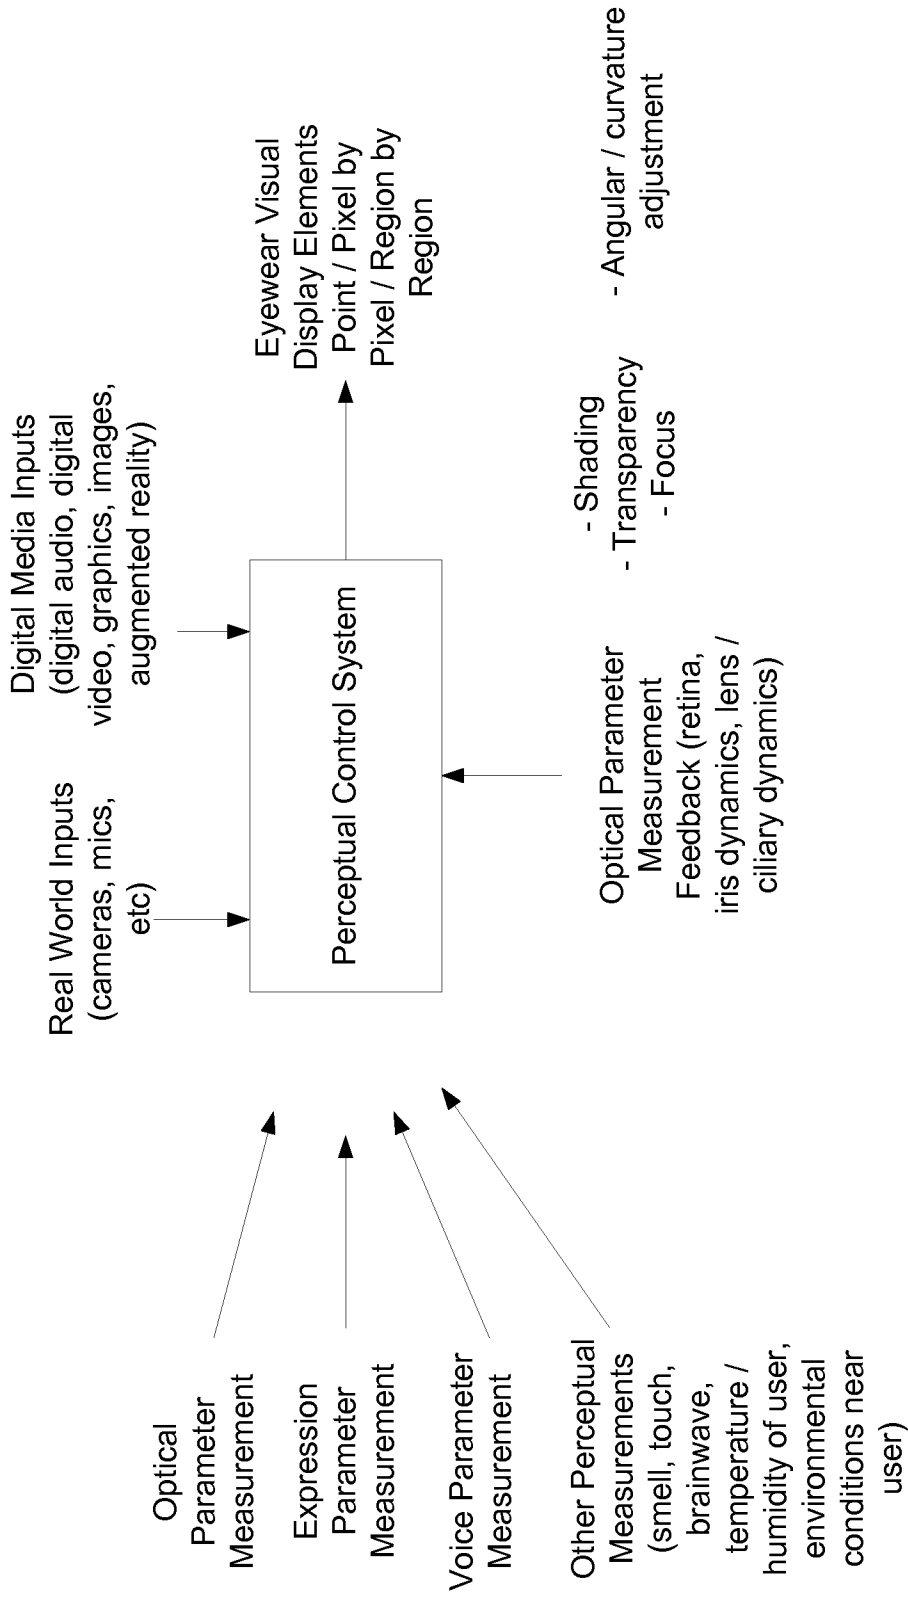 Digital Media Inputs
(digital audio, digital
video, graphics, images,
augmented reality)
Real World Inputs
(cameras, mics,
etc)
Optical
Parameter
Measurement
Expression
Parameter
Measurement
Voice Parameter
Measurement
Other Perceptual
Measurements
(smell, touch,
brainwave,
temperature /
humidity of user,
environmental
conditions near
user)
Perceptual Control System
Eyewear Visual
Display Elements
Point / Pixel by
Pixel / Region by
Region
Optical Parameter
Measurement
Feedback (retina,
iris dynamics, lens /
ciliary dynamics)
- Shading
- Transparency
- Focus
- Angular / curvature
adjustment